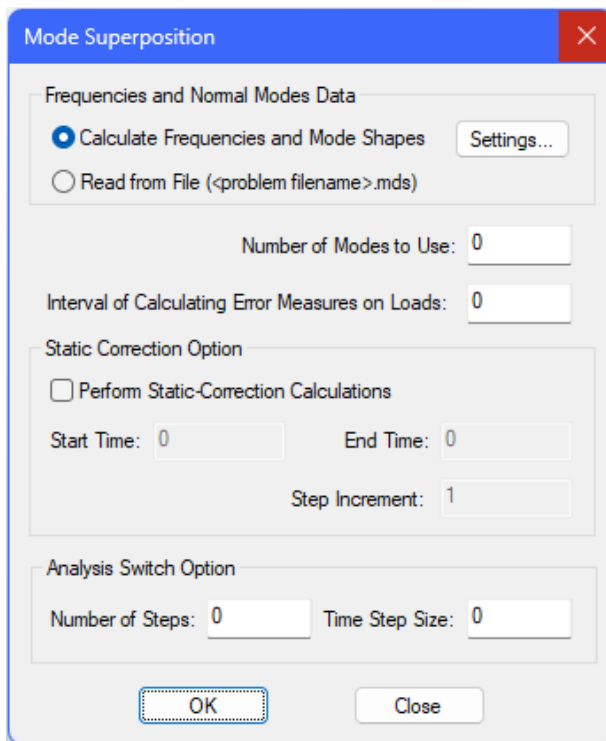 Mode Superposition
Frequencies and Normal Modes Data
Calculate Frequencies and Mode Shapes Settings...
Read from File (<problem filename>.mds)
Number of Modes to Use: 0
Interval of Calculating Error Measures on Loads: 0
Static Correction Option
Perform Static-Correction Calculations
Start Time: 0 End Time: 0
Step Increment: 1
Analysis Switch Option
Number of Steps: 0 Time Step Size: 0
OK Close